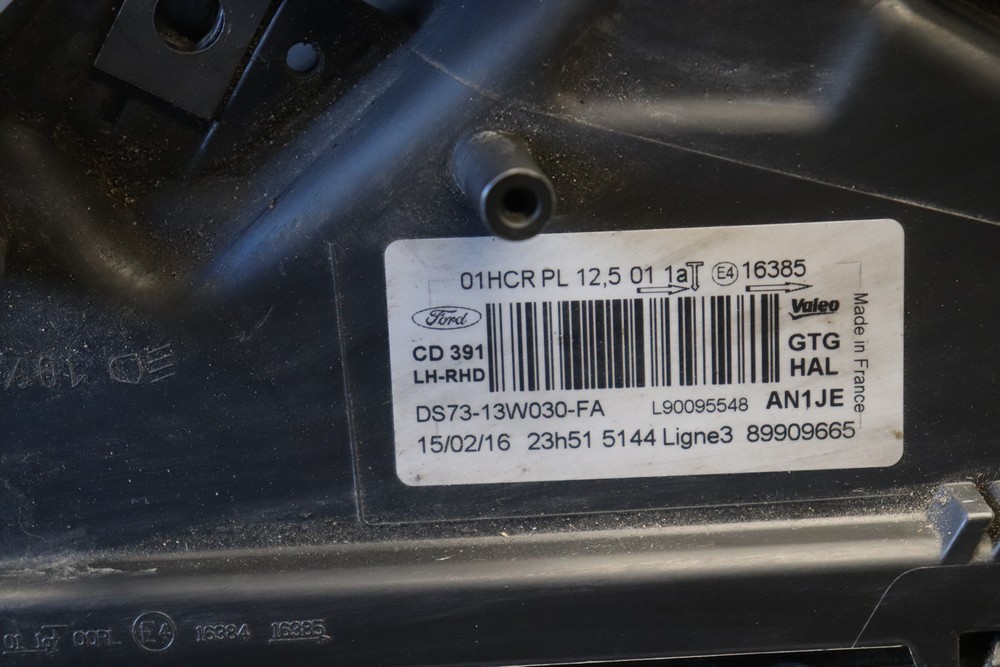 01HCR PL 12,5 01 1a E4 16385
Ford
Valeo
Made in France
CD 391
GTG
LH-RHD
HAL
DS73-13W030-FA L90095548 AN1JE
15/02/16 23h51 5144 Ligne3 89909665
E4 16384 16385